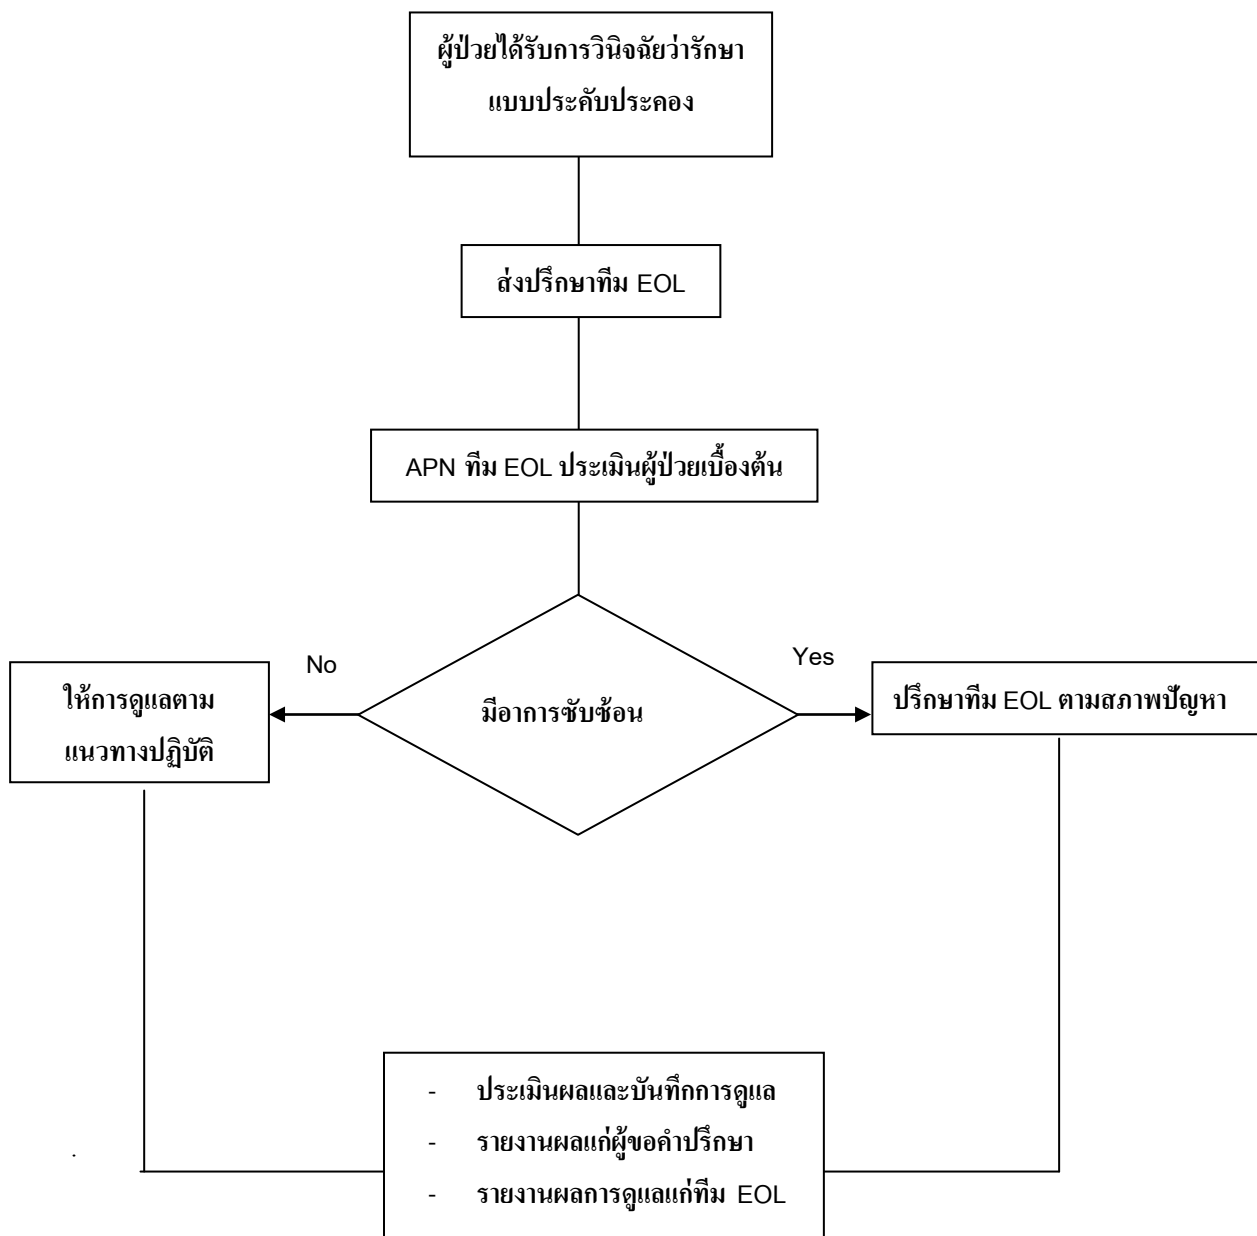 ผู้ป่วยได้รับการวินิจฉัยว่ารักษา
แบบประคับประคอง
ส่งปรึกษาทีม EOL
APN ทีม EOL ประเมินผู้ป่วยเบื้องต้น
No
Yes
ให้การดูแลตาม
แนวทางปฏิบัติ
มีอาการซับซ้อน
ปรึกษาทีม EOL ตามสภาพปัญหา
- ประเมินผลและบันทึกการดูแล
- รายงานผลแก่ผู้ขอคำปรึกษา
- รายงานผลการดูแลแก่ทีม EOL